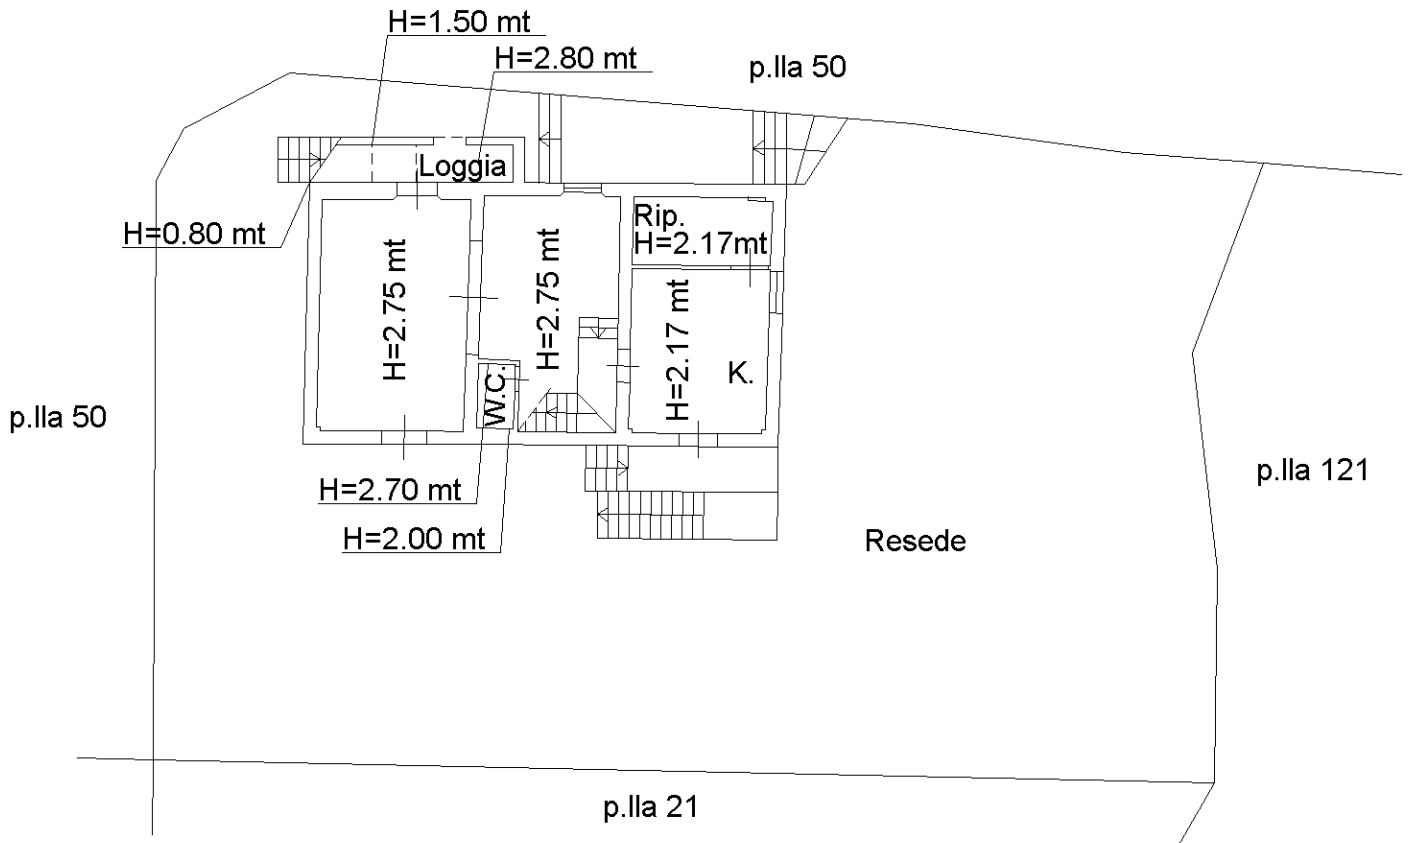 H=1.50 mt
H=2.80 mt
p.lla 50
Loggia
Rip.
H=2.17mt
H=0.80 mt
H=2.75 mt
H=2.75 mt
H=2.17 mt
K.
W.C.
p.lla 50
p.lla 121
H=2.70 mt
H=2.00 mt
Resede
p.lla 21